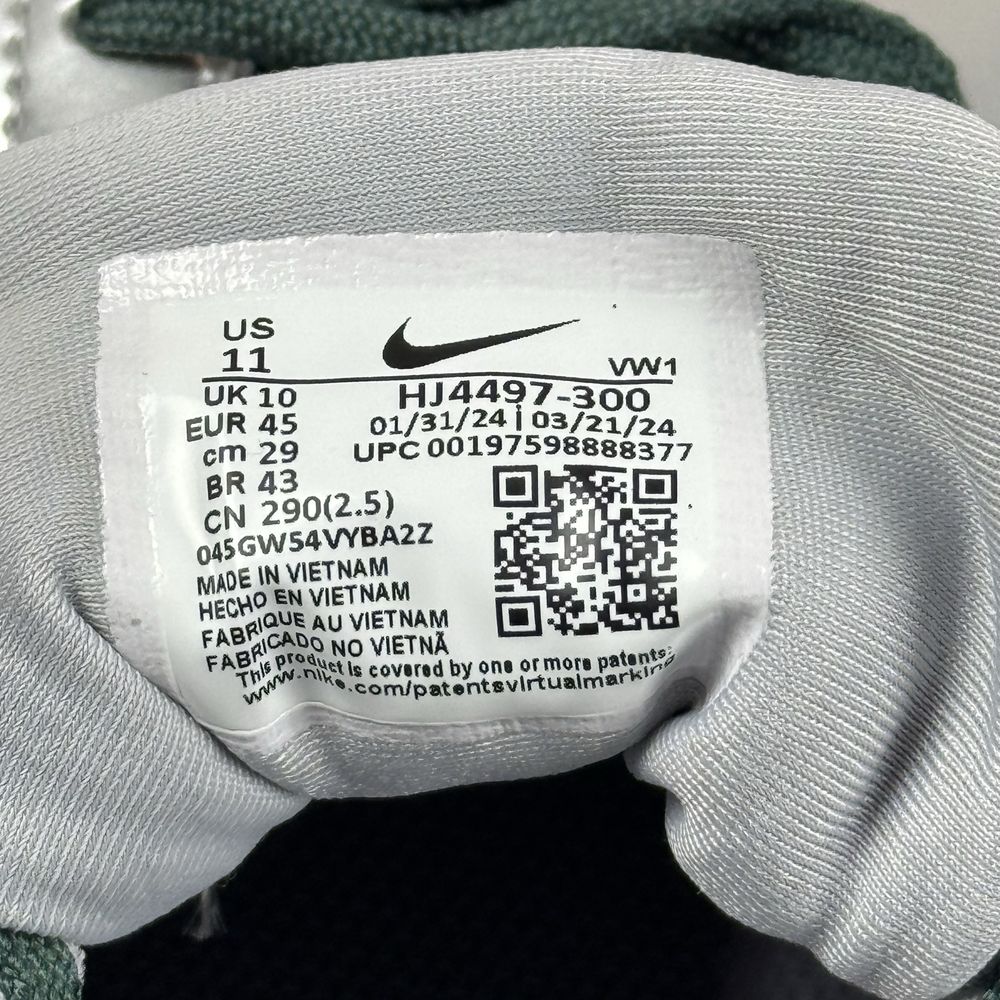 US
11
VW1
UK 10
HJ4497-300
EUR 45
01/31/24 | 03/21/24
cm 29
UPC 00197598888377
BR 43
CN 290(2.5)
045GW54VYBA2Z
MADE IN VIETNAM
HECHO EN VIETNAM
FABRIQUE AU VIETNAM
FABRICADO NO VIETNÃ
This product is covered by one or more patents:
www.nike.com/patentsvirtualmarking